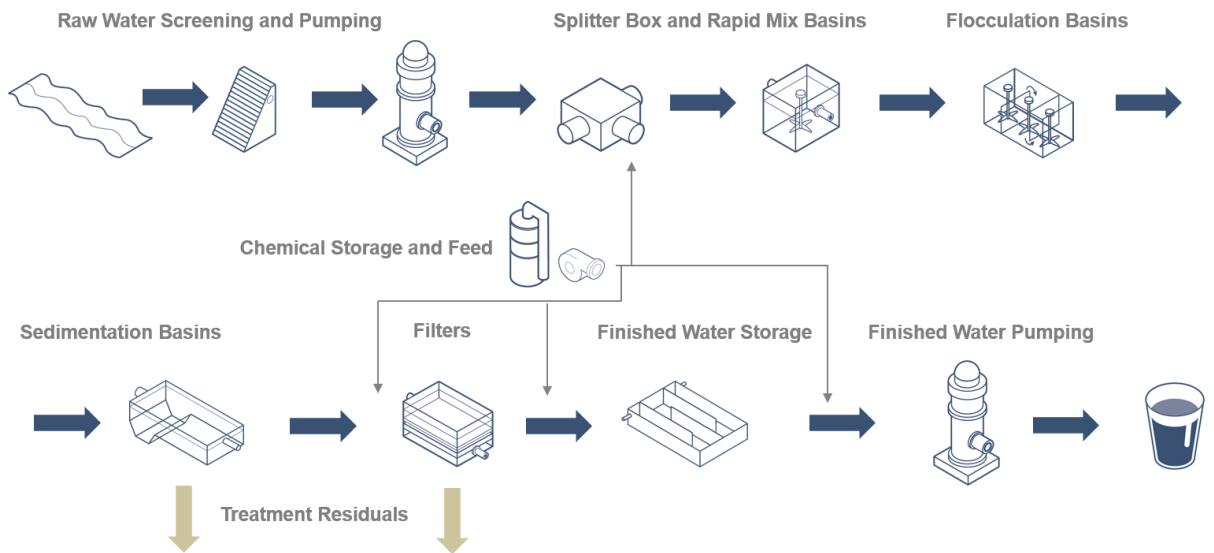 Raw Water Screening and Pumping
Splitter Box and Rapid Mix Basins
Flocculation Basins
Chemical Storage and Feed
Sedimentation Basins
Filters
Finished Water Storage
Finished Water Pumping
Treatment Residuals